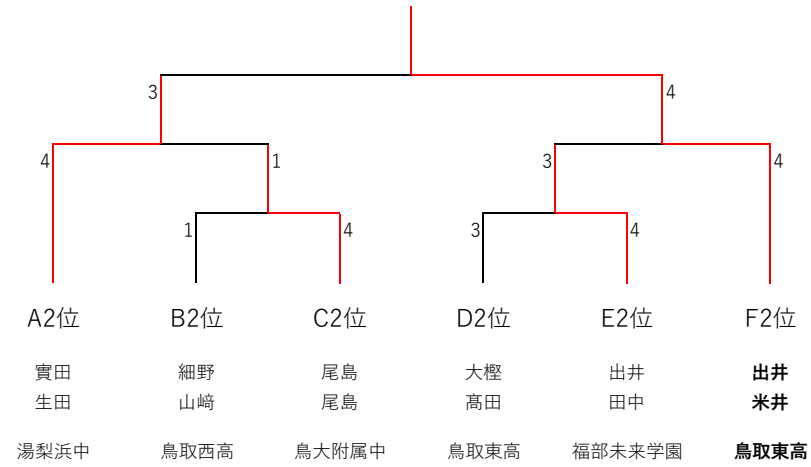 3 4
4 1 3 4
1 4 3 4
A2位 B2位 C2位 D2位 E2位 F2位
實田 細野 尾島 大樫 出井 出井
生田 山﨑 尾島 髙田 田中 米井
湯梨浜中 鳥取西高 鳥大附属中 鳥取東高 福部未来学園 鳥取東高